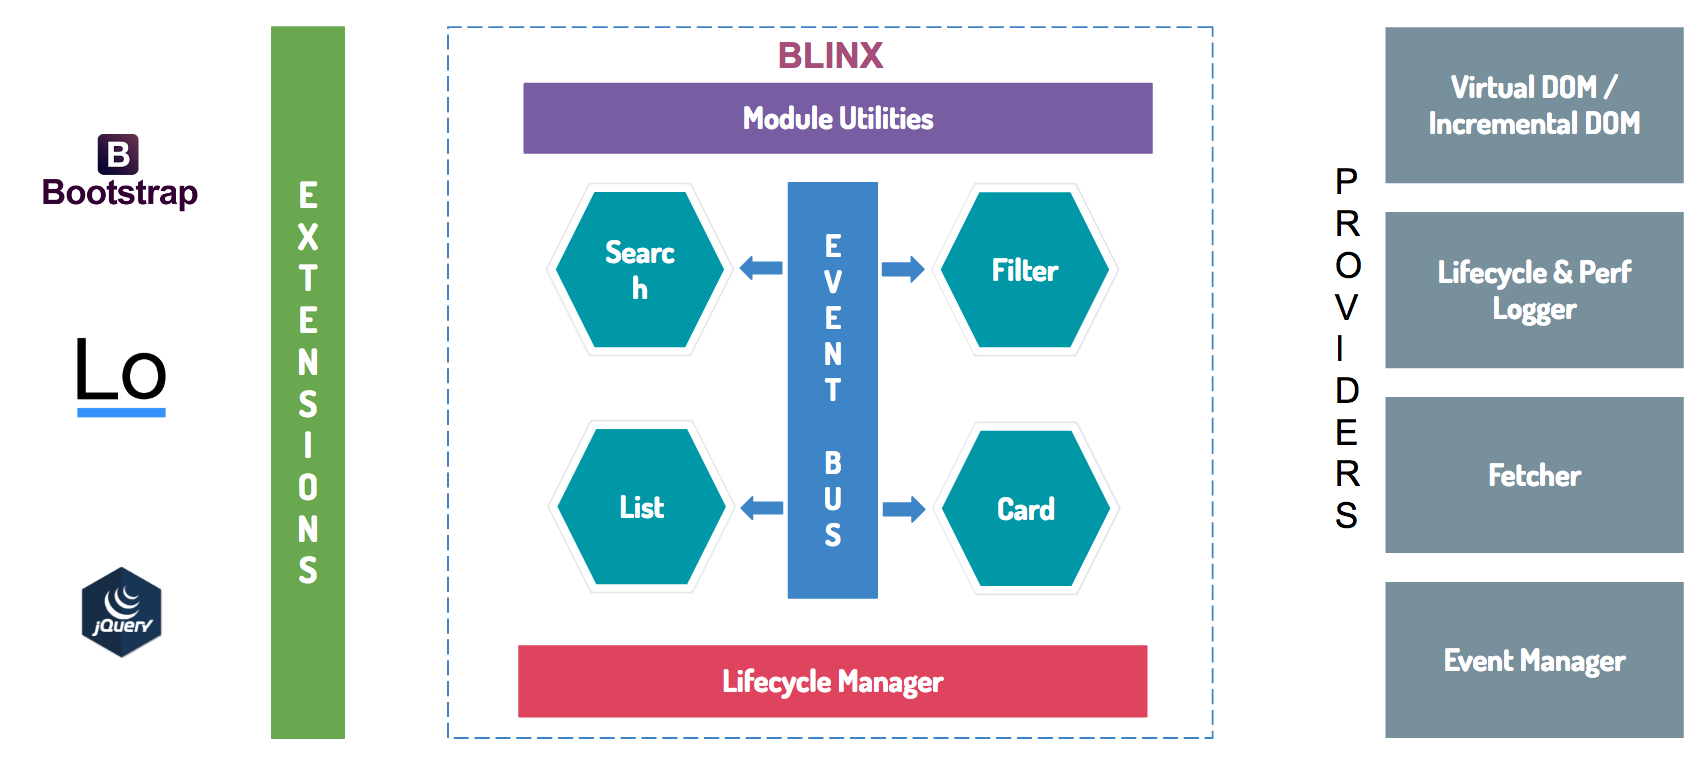 B
Bootstrap
Lo
jQuery
EXTENSIONS
BLINX
Module Utilities
Searc
h
Filter
EVENT BUS
List
Card
Lifecycle Manager
PROVIDERS
Virtual DOM /
Incremental DOM
Lifecycle & Perf
Logger
Fetcher
Event Manager